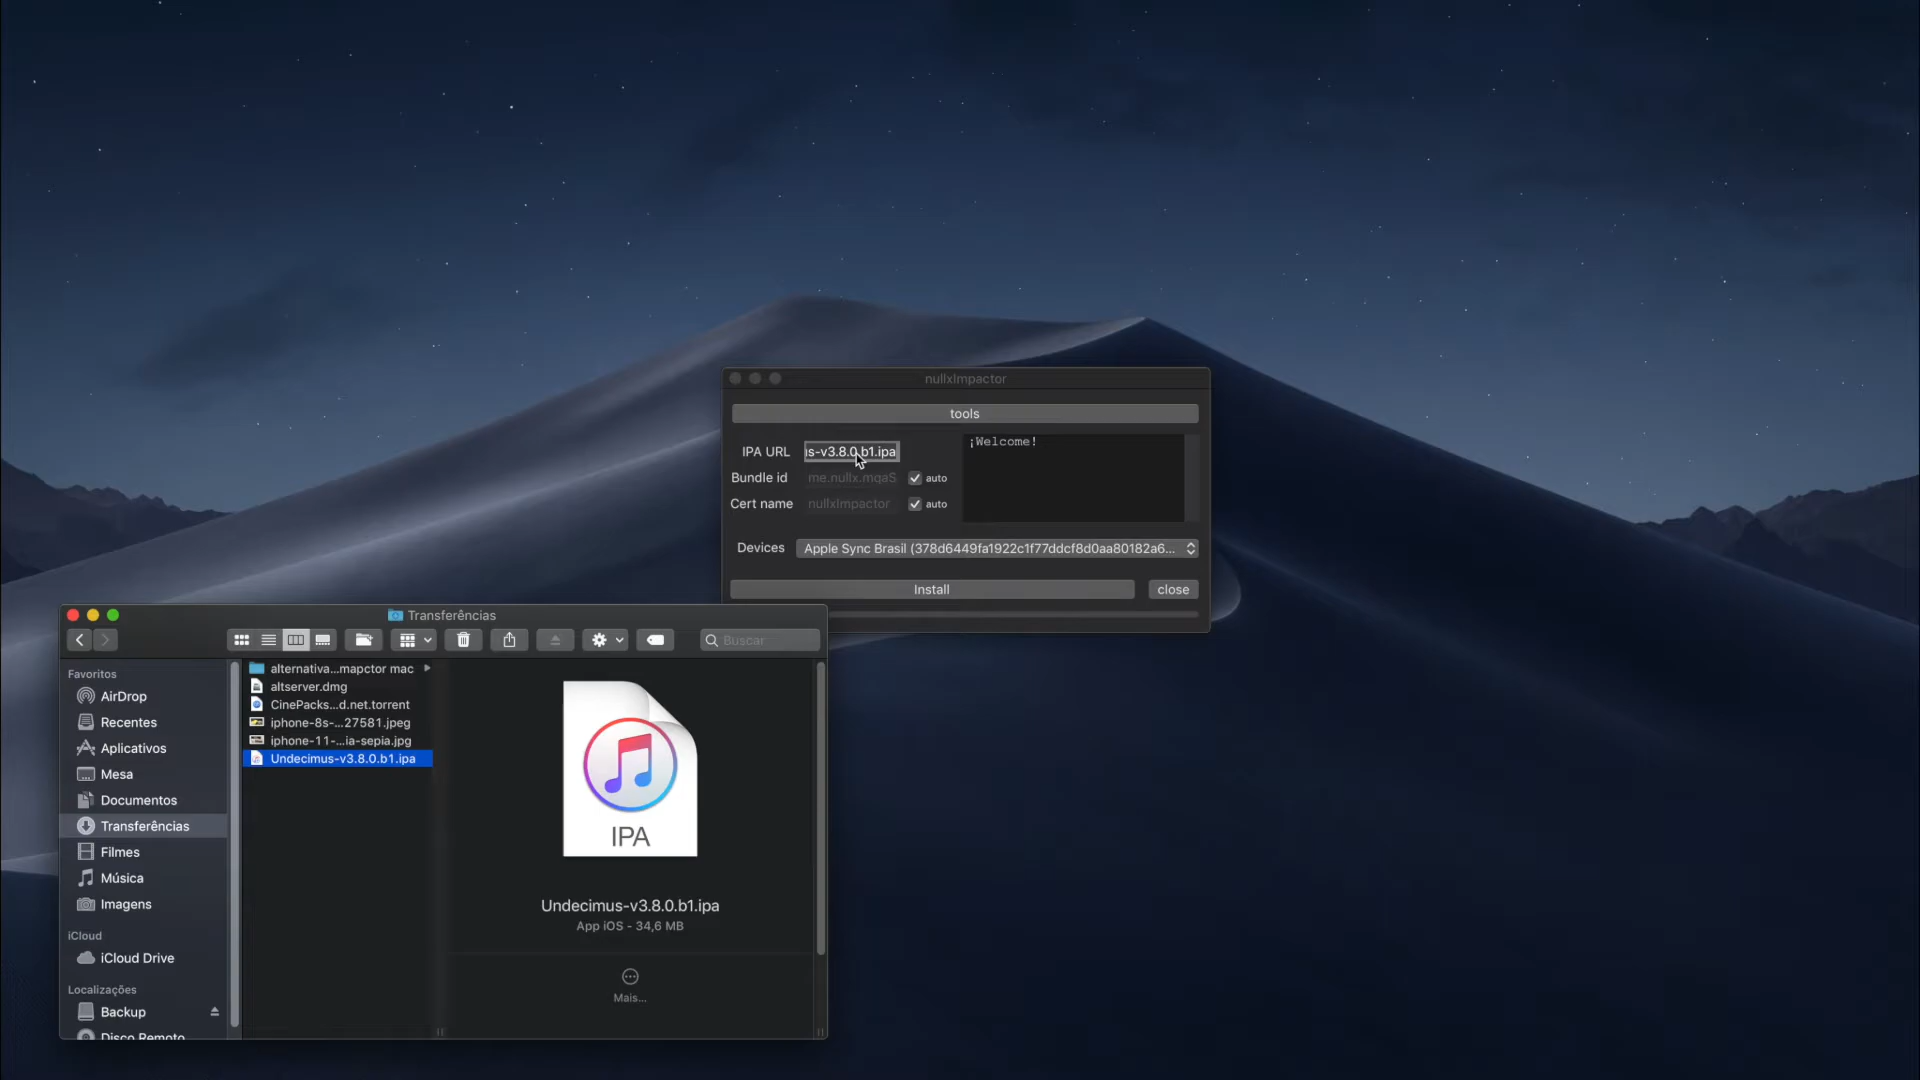 nullxImpactor
tools
IPA URL
s-v3.8.0.b1.ipa
Bundle id
me.nullx.mqaS
auto
Cert name
nullxImpactor
auto
¡Welcome!
Devices
Apple Sync Brasil (378d6449fa1922c1f77ddcf8d0aa80182a6...
Install
close
Transferências
Buscar
Favoritos
AirDrop
Recentes
Aplicativos
Mesa
Documentos
Transferências
Filmes
Música
Imagens
iCloud
iCloud Drive
Localizações
Backup
Disco Remoto
alternativa...mapctor mac
altserver.dmg
CinePacks...d.net.torrent
iphone-8s-...27581.jpeg
iphone-11-...ia-sepia.jpg
Undecimus-v3.8.0.b1.ipa
IPA
Undecimus-v3.8.0.b1.ipa
App iOS - 34,6 MB
Mais...